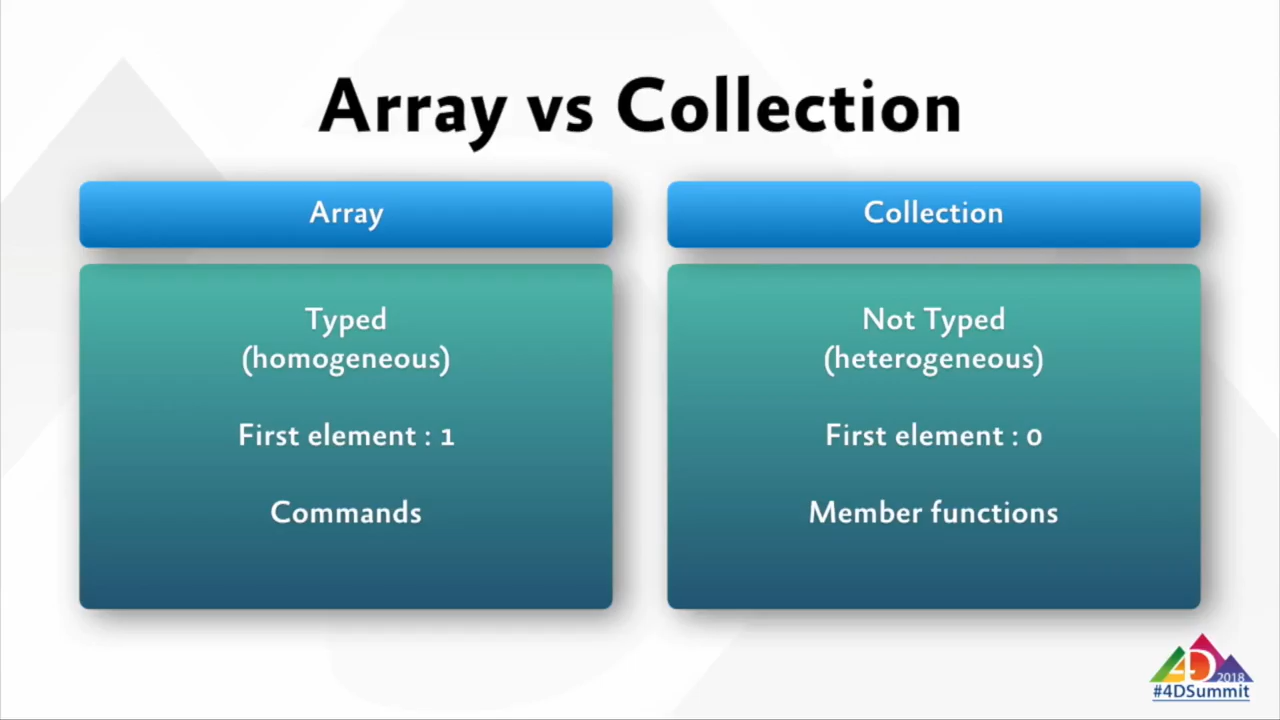 Array vs Collection
Array
Typed
(homogeneous)
First element : 1
Commands
Collection
Not Typed
(heterogeneous)
First element : 0
Member functions
4D
2018
#4DSummit